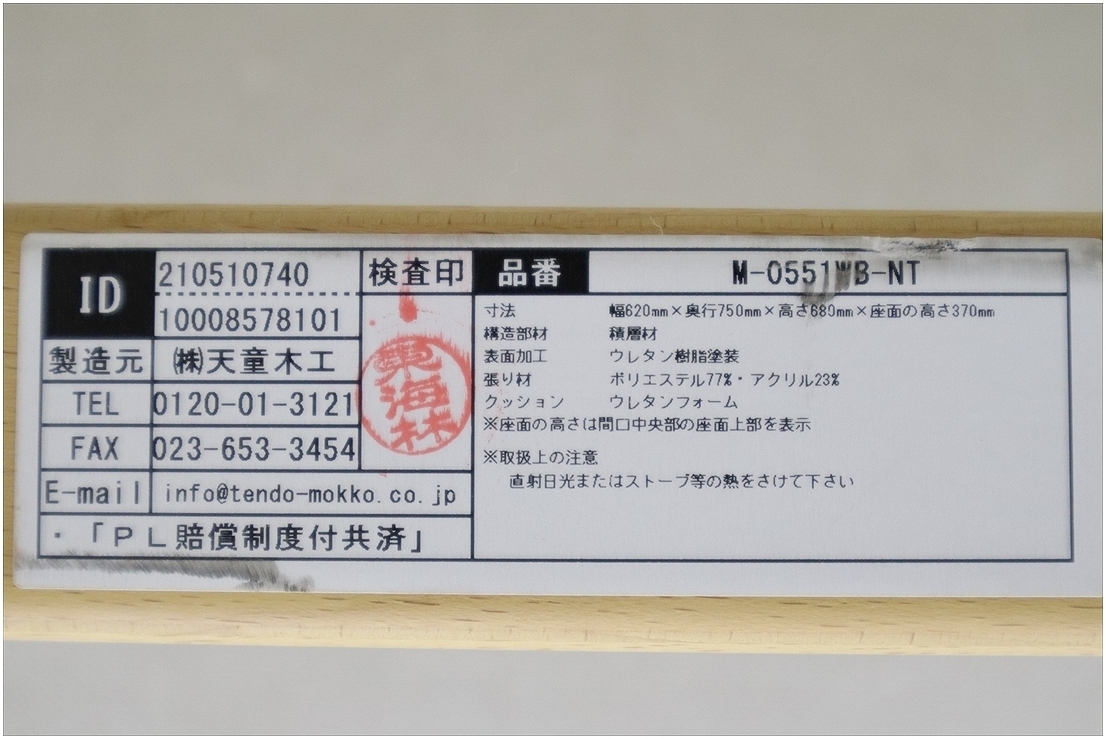 ID
210510740
10008578101
検査印
品番
M-0551WB-NT
製造元
㈱天童木工
TEL
0120-01-3121
FAX
023-653-3454
E-mail
info@tendo-mokko.co.jp
・「ＰＬ賠償制度付共済」
東海林
寸法 幅620mm×奥行750mm×高さ680mm×座面の高さ370mm
構造部材 積層材
表面加工 ウレタン樹脂塗装
張り材 ポリエステル77%・アクリル23%
クッション ウレタンフォーム
※座面の高さは間口中央部の座面上部を表示
※取扱上の注意
直射日光またはストーブ等の熱をさけて下さい